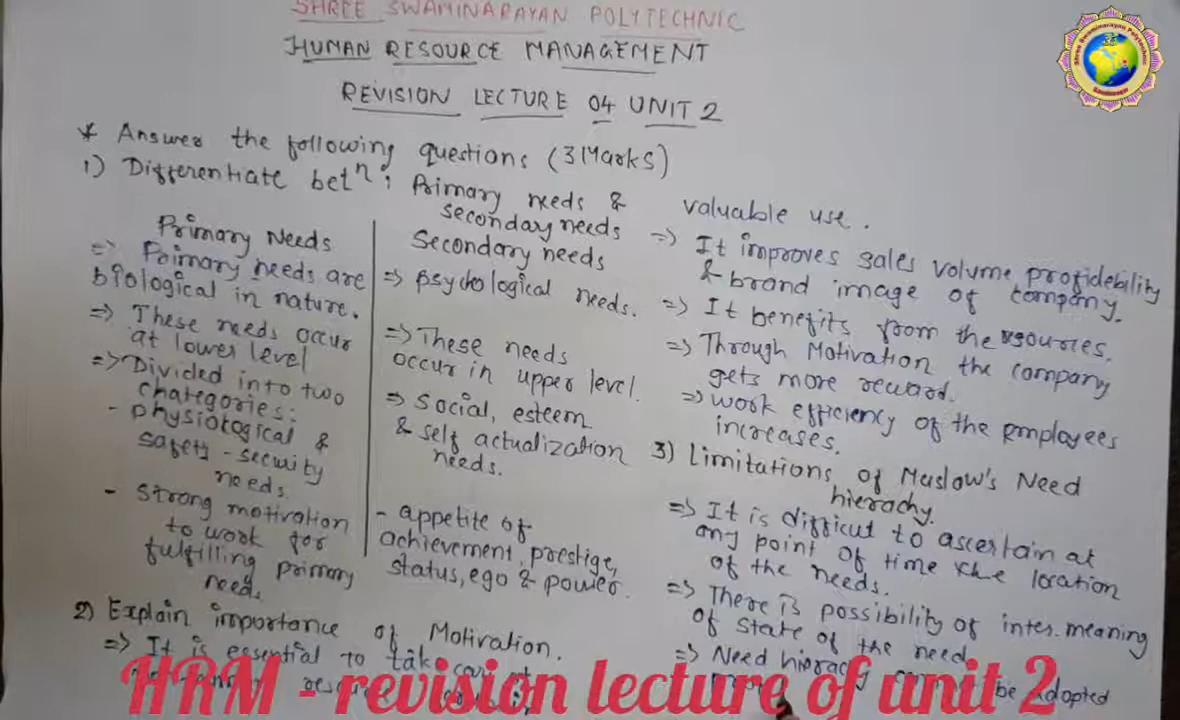 SHREE SWAMINARAYAN POLYTECHNIC
HUMAN RESOURCE MANAGEMENT
REVISION LECTURE 04 UNIT 2
* Answer the following questions (3 Marks)
1) Differentiate betn : Primary needs &
secondary needs
Primary Needs
=> Primary needs are
biological in nature.
=> These needs occur
at lower level
=> Divided into two
chategories:
- physiological &
safety - security
needs.
- Strong motivation
to work for
fulfilling primary
needs
Secondary needs
=> psychological needs.
=> These needs
occur in upper level.
=> Social, esteem
& self actualization
needs.
- appetite of
achievement, prestige,
status, ego & power.
2) Explain importance of Motivation.
=> It is essential to take
valuable use.
=> It improves sales volume profidebility
& brand image of company.
=> It benefits from the resources.
=> Through Motivation the company
gets more reward.
=> work efficiency of the employees
increases.
3) Limitations of Maslow's Need
hierachy.
=> It is difficut to ascertain at
any point of time the location
of the needs.
=> There is possibility of inter.meaning
of state of the need
=> Need hierachy be adopted
HRM - revision lecture of unit 2